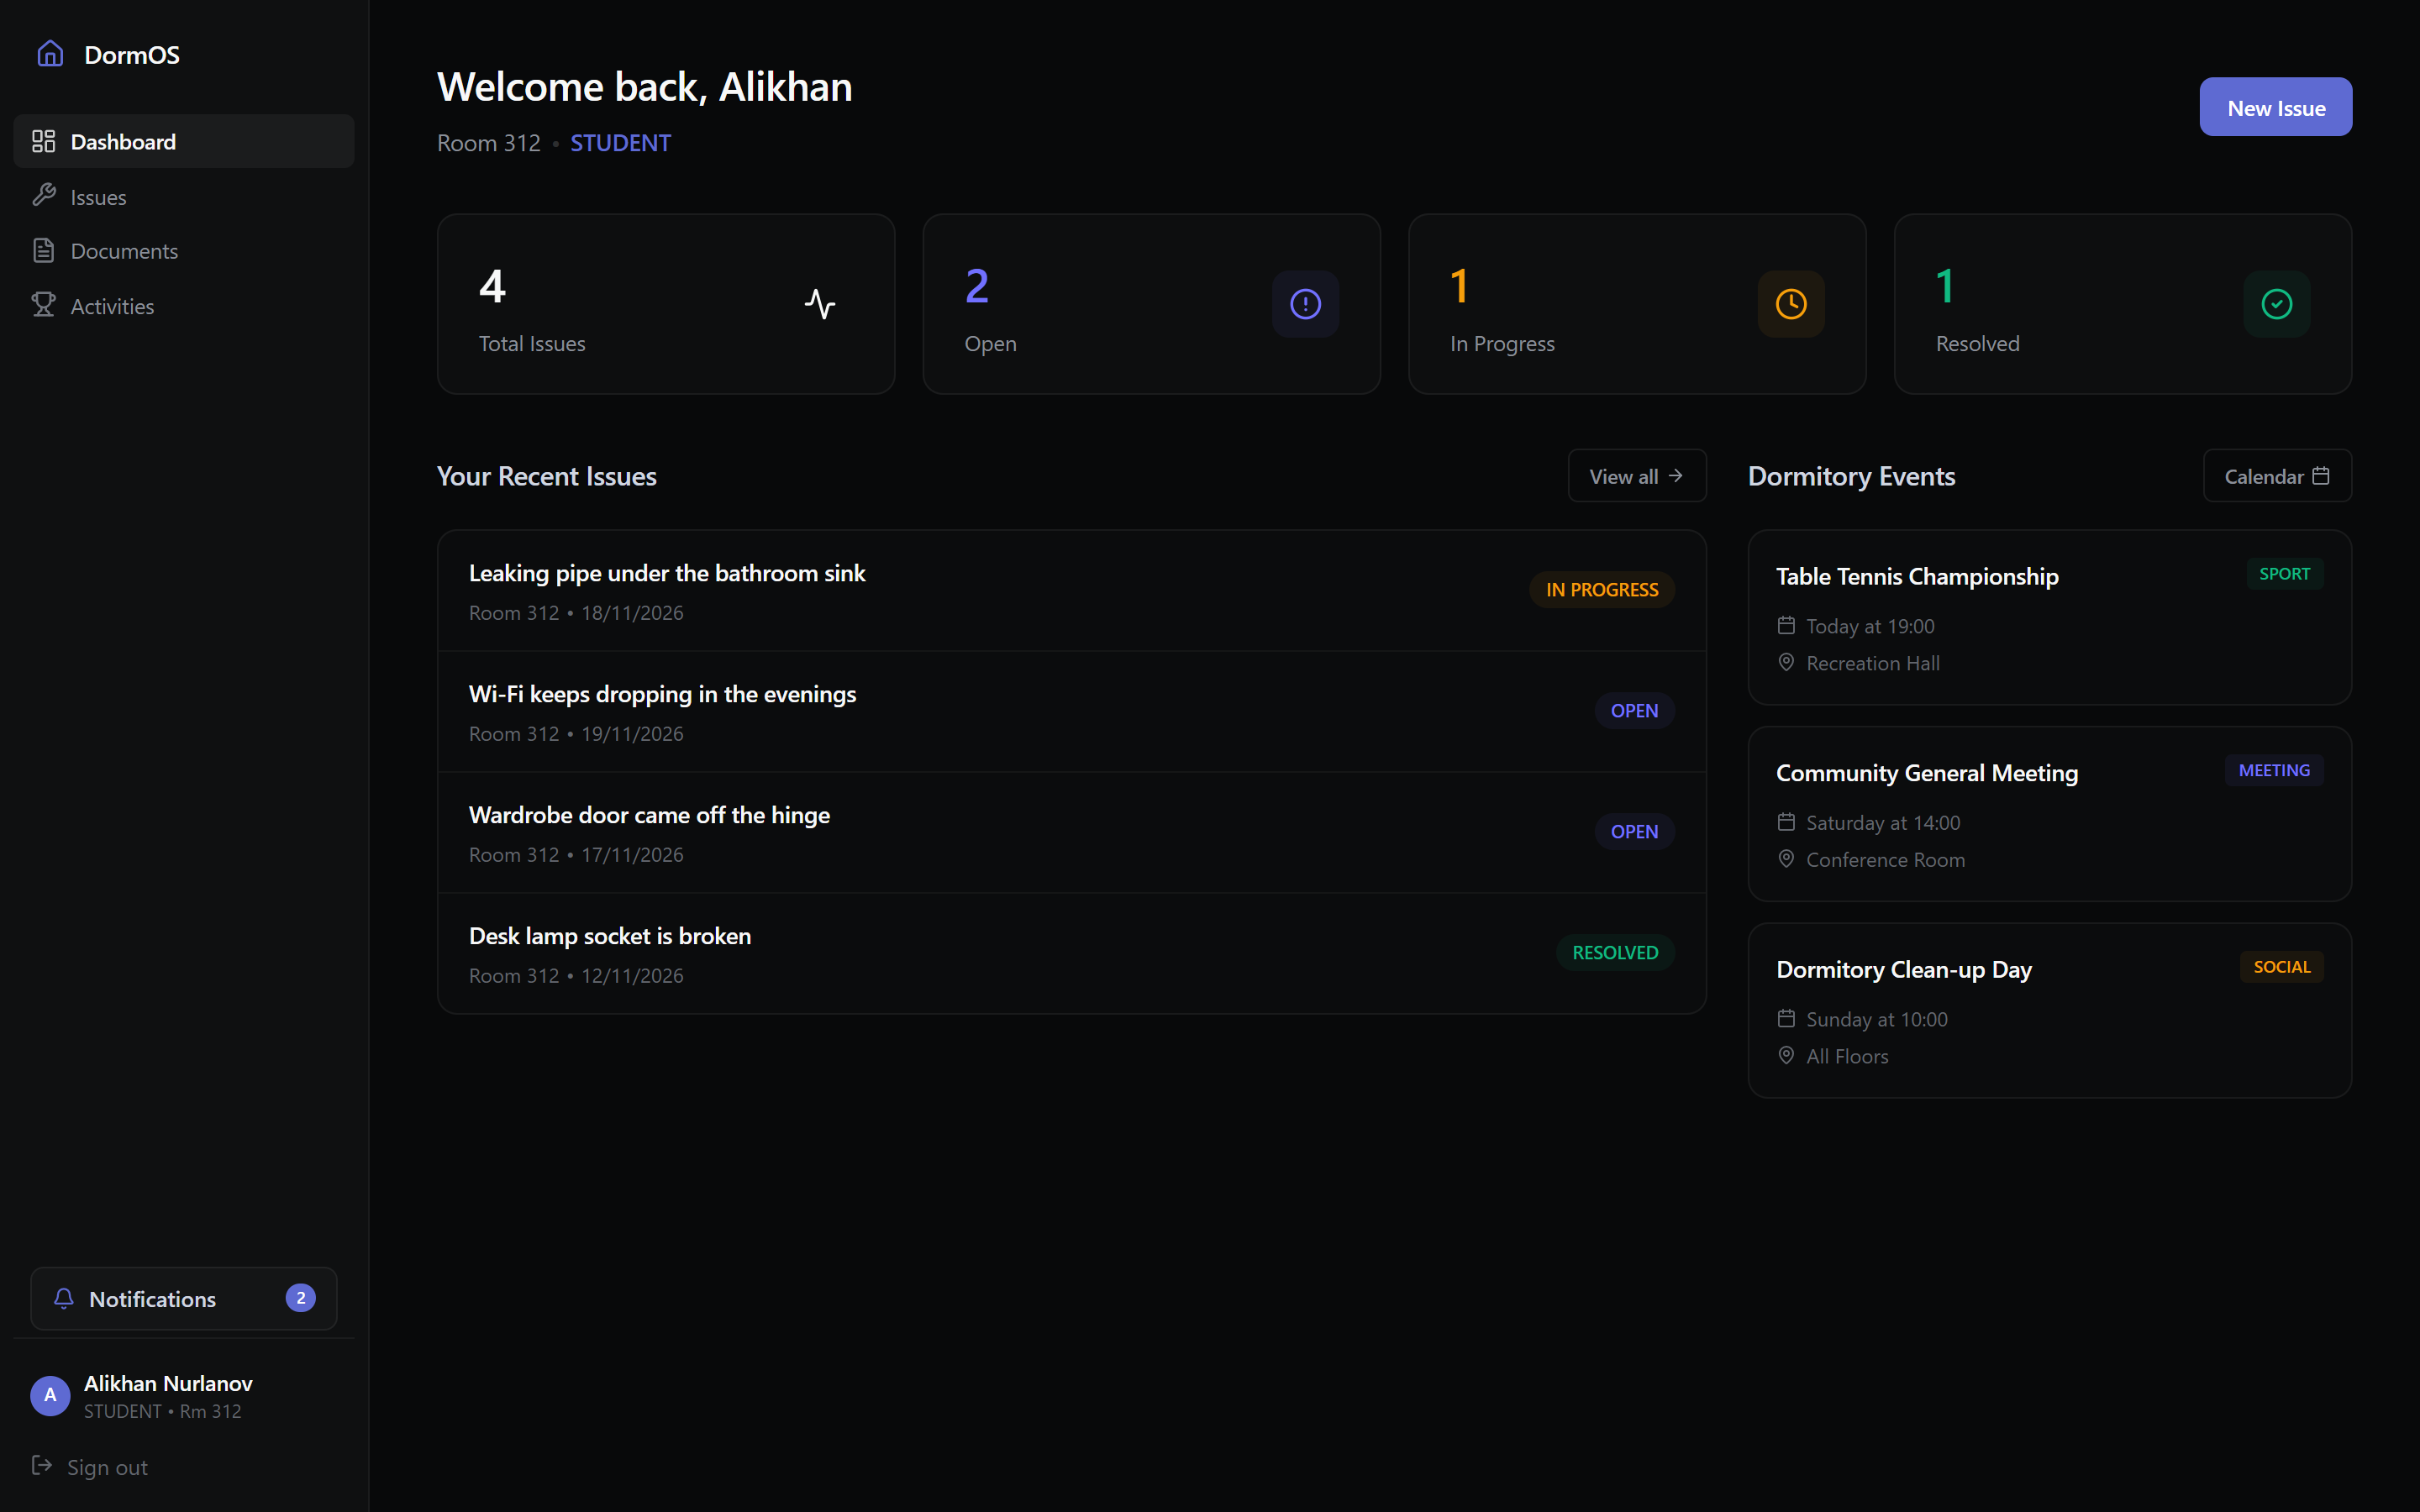 DormOS
Dashboard
Issues
Documents
Activities
Notifications 2
A
Alikhan Nurlanov
STUDENT • Rm 312
Sign out
Welcome back, Alikhan
Room 312 • STUDENT
New Issue
4
Total Issues
2
Open
1
In Progress
1
Resolved
Your Recent Issues
View all
Leaking pipe under the bathroom sink
Room 312 • 18/11/2026
IN PROGRESS
Wi-Fi keeps dropping in the evenings
Room 312 • 19/11/2026
OPEN
Wardrobe door came off the hinge
Room 312 • 17/11/2026
OPEN
Desk lamp socket is broken
Room 312 • 12/11/2026
RESOLVED
Dormitory Events
Calendar
Table Tennis Championship
SPORT
Today at 19:00
Recreation Hall
Community General Meeting
MEETING
Saturday at 14:00
Conference Room
Dormitory Clean-up Day
SOCIAL
Sunday at 10:00
All Floors